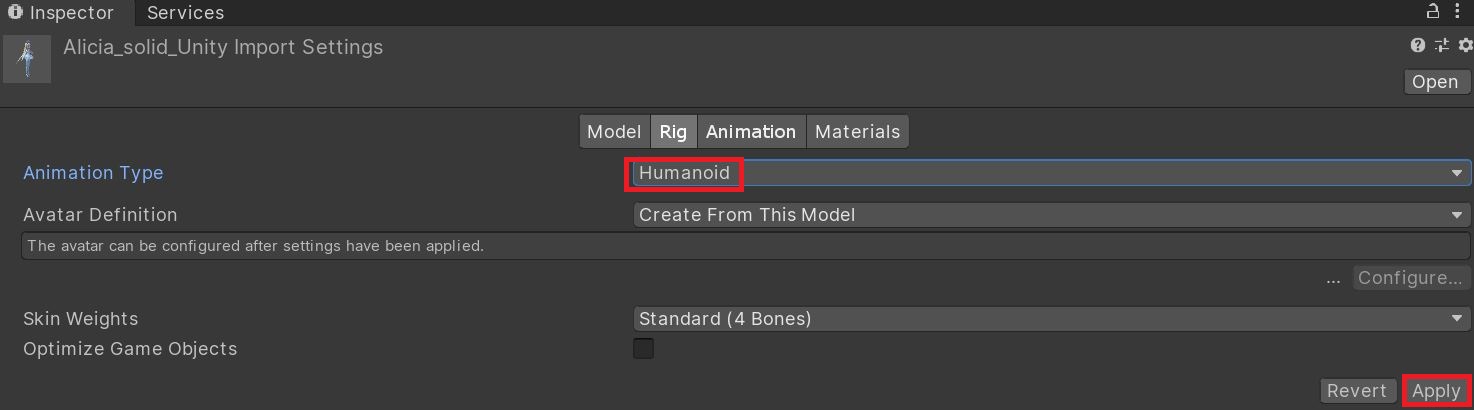 Inspector Services
Alicia_solid_Unity Import Settings
Open
Model Rig Animation Materials
Animation Type Humanoid
Avatar Definition Create From This Model
The avatar can be configured after settings have been applied.
... Configure...
Skin Weights Standard (4 Bones)
Optimize Game Objects
Revert Apply